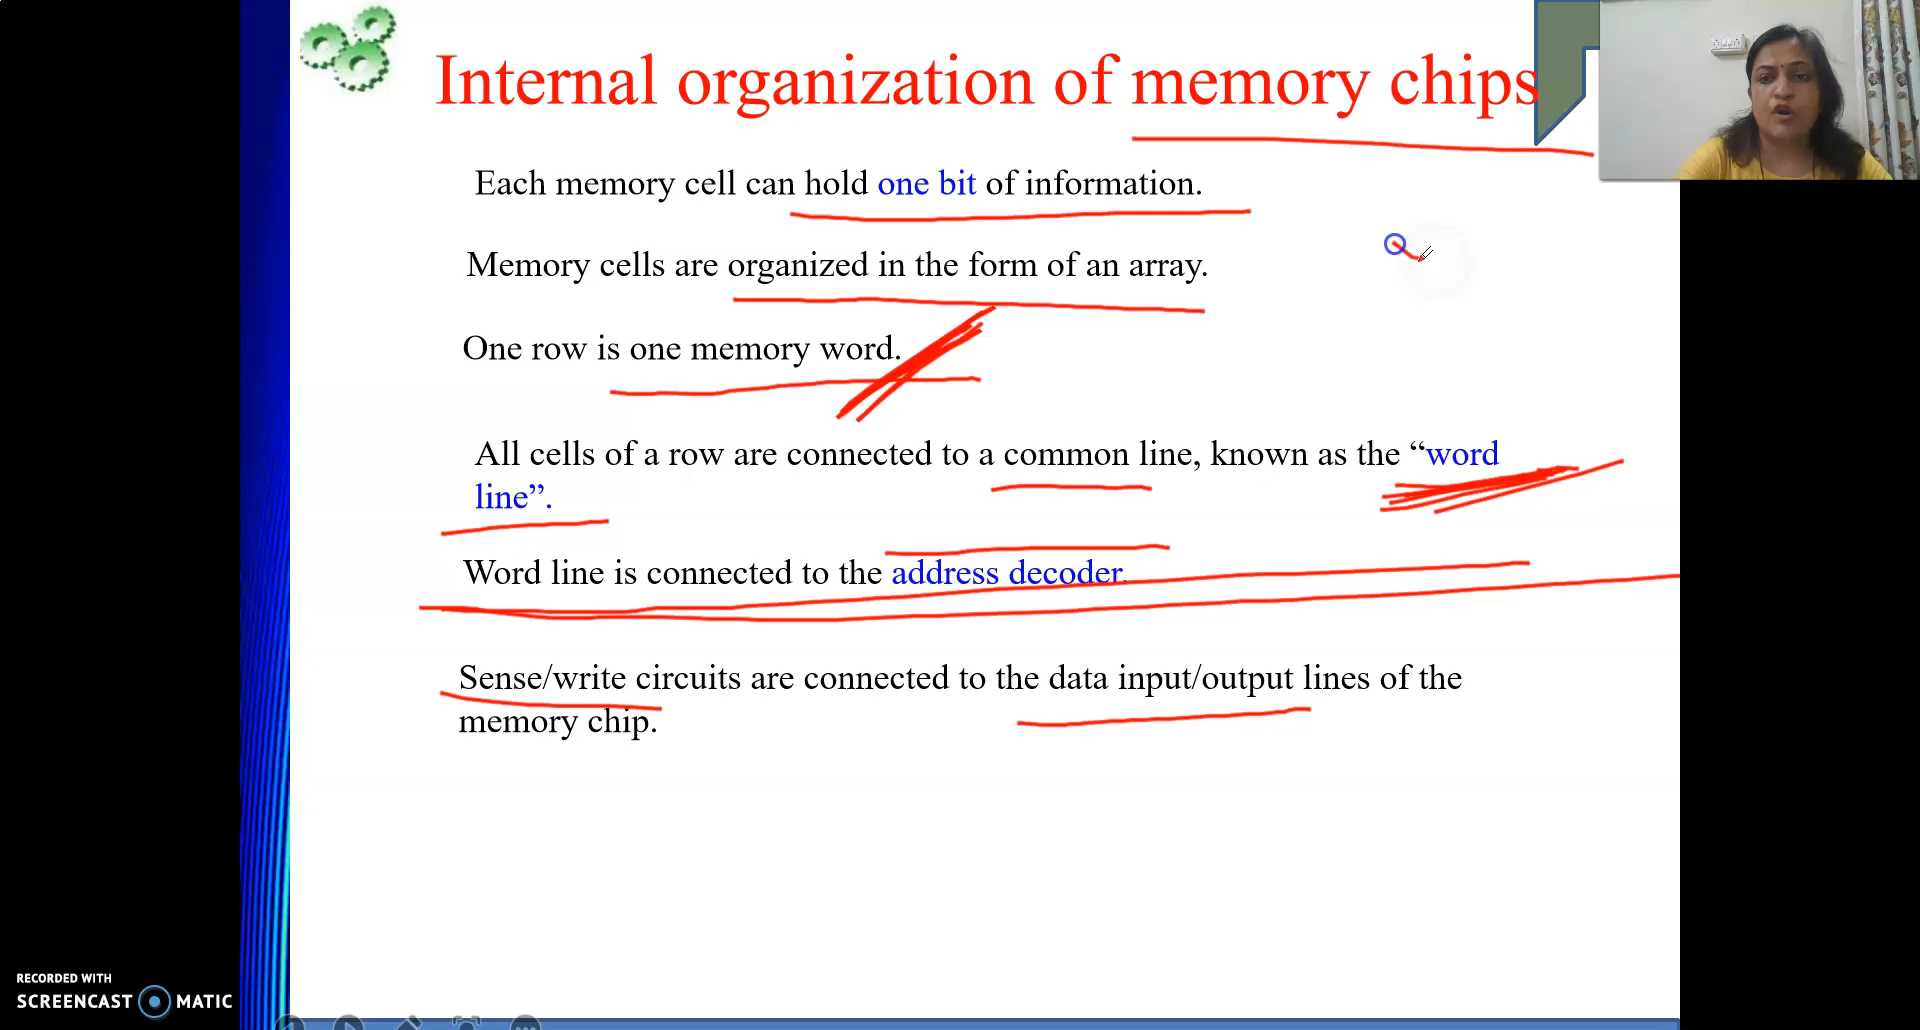 Internal organization of memory chips
Each memory cell can hold one bit of information.
Memory cells are organized in the form of an array.
One row is one memory word.
All cells of a row are connected to a common line, known as the “word
line”.
Word line is connected to the address decoder.
Sense/write circuits are connected to the data input/output lines of the
memory chip.
RECORDED WITH
SCREENCAST MATIC